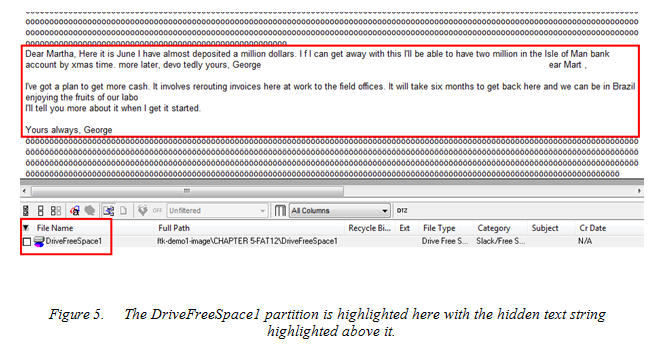 öööööööööööööööööööööööööööööööööööööööööööööööööööööööööööööööööööööööööööööööööööööööööööööööööööööö
öööööööööööööööööööööööööööööööööööööööööööööööööööööööööööööööööööööööööööööööööööööööööööööööööööööö
ööööööööööööööööööööööööööööööööööööööööö
Dear Martha, Here it is June I have almost deposited a million dollars. I f I can get away with this I'll be able to have two million in the Isle of Man bank
account by xmas time. more later, devo tedly yours, George ear Mart ,
I've got a plan to get more cash. It involves rerouting invoices here at work to the field offices. It will take six months to get back here and we can be in Brazil
enjoying the fruits of our labo
I'll tell you more about it when I get it started.
Yours always, George
öööööööööööööööööööööööööööööööööööööööööööööööööööööööööööööööööööööööööööööööööööööööööööööööööööööö
öööööööööööööööööööööööööööööööööööööööööööööööööööööööööööööööööööööööööööööööööööööööööööööööööööööö
öööööööööööööööööööööööööööööööööööööööööööööööööööööööööööööööööööööööööööööööööööööööööööööööööööööö
OFF Unfiltered All Columns DTZ
File Name Full Path Recycle Bi... Ext File Type Category Subject Cr Date
DriveFreeSpace1 ftk-demo1-image\CHAPTER 5-FAT12\DriveFreeSpace1 Drive Free S... Slack/Free S... N/A
Figure 5. The DriveFreeSpace1 partition is highlighted here with the hidden text string
highlighted above it.